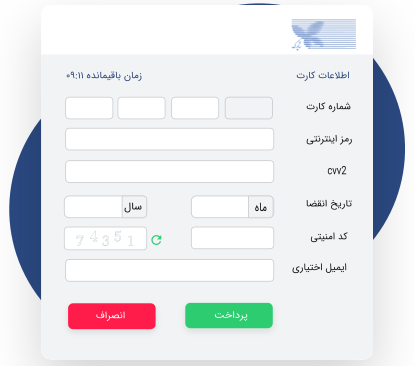 اطلاعات کارت زمان باقیمانده ۰۹:۱۱
شماره کارت
رمز اینترنتی
cvv2
تاریخ انقضا ماه سال
کد امنیتی 7 4 3 5 1
ایمیل اختیاری
پرداخت انصراف